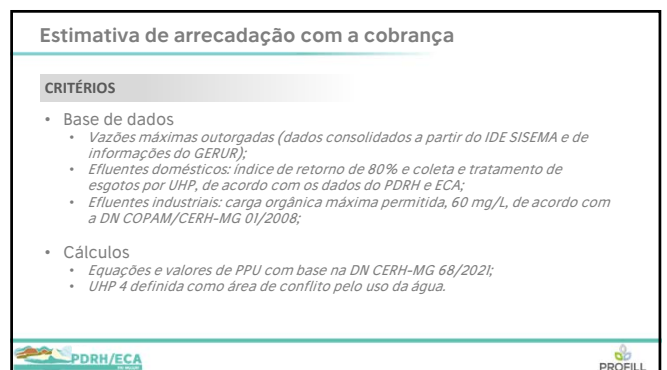 Estimativa de arrecadação com a cobrança
CRITÉRIOS
• Base de dados
• Vazões máximas outorgadas (dados consolidados a partir do IDE SISEMA e de
informações do GERUR);
• Efluentes domésticos: índice de retorno de 80% e coleta e tratamento de
esgotos por UHP, de acordo com os dados do PDRH e ECA;
• Efluentes industriais: carga orgânica máxima permitida, 60 mg/L, de acordo com
a DN COPAM/CERH-MG 01/2008;
• Cálculos
• Equações e valores de PPU com base na DN CERH-MG 68/2021;
• UHP 4 definida como área de conflito pelo uso da água.
PDRH/ECA
PROFILL